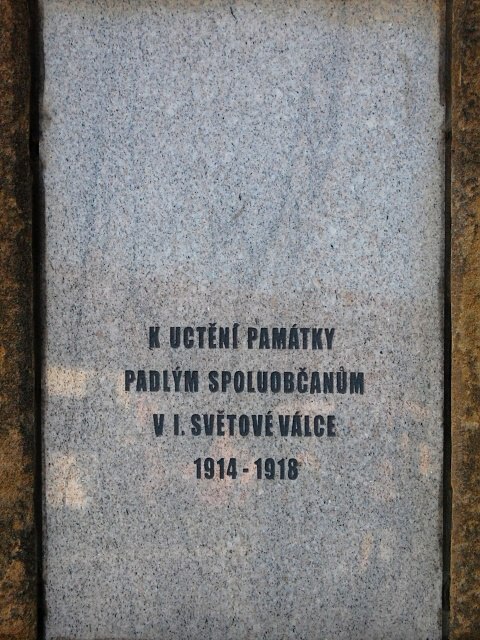 K UCTĚNÍ PAMÁTKY
PADLÝM SPOLUOBČANŮM
V I. SVĚTOVÉ VÁLCE
1914 - 1918